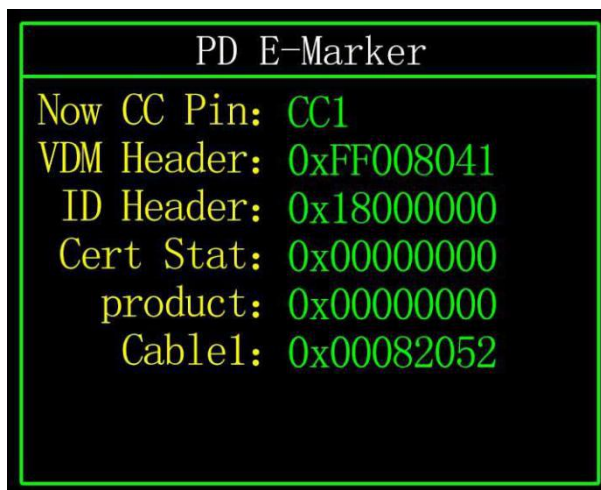 PD E-Marker
Now CC Pin: CC1
VDM Header: 0xFF008041
ID Header: 0x18000000
Cert Stat: 0x00000000
product: 0x00000000
Cable1: 0x00082052